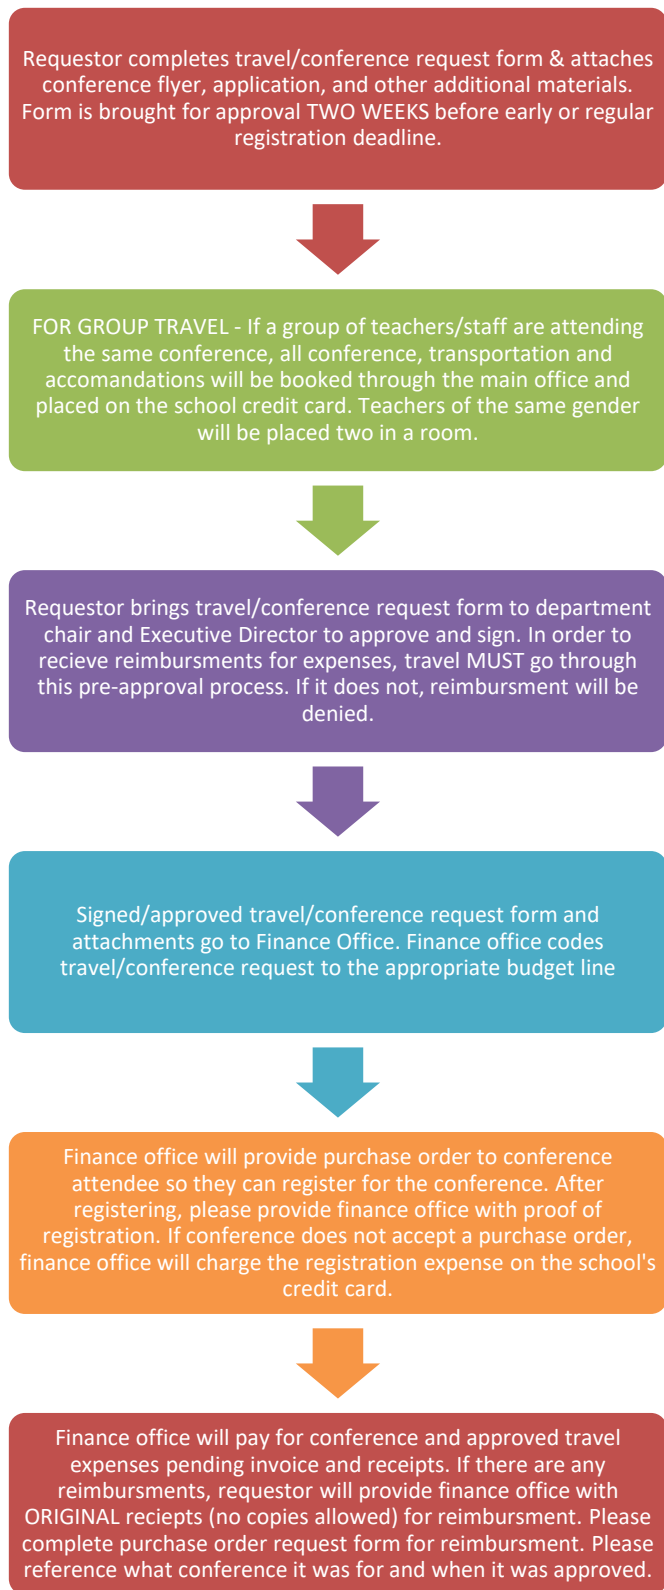 Requestor completes travel/conference request form & attaches
conference flyer, application, and other additional materials.
Form is brought for approval TWO WEEKS before early or regular
registration deadline.
FOR GROUP TRAVEL - If a group of teachers/staff are attending
the same conference, all conference, transportation and
accomandations will be booked through the main office and
placed on the school credit card. Teachers of the same gender
will be placed two in a room.
Requestor brings travel/conference request form to department
chair and Executive Director to approve and sign. In order to
recieve reimbursments for expenses, travel MUST go through
this pre-approval process. If it does not, reimbursment will be
denied.
Signed/approved travel/conference request form and
attachments go to Finance Office. Finance office codes
travel/conference request to the appropriate budget line
Finance office will provide purchase order to conference
attendee so they can register for the conference. After
registering, please provide finance office with proof of
registration. If conference does not accept a purchase order,
finance office will charge the registration expense on the school's
credit card.
Finance office will pay for conference and approved travel
expenses pending invoice and receipts. If there are any
reimbursments, requestor will provide finance office with
ORIGINAL reciepts (no copies allowed) for reimbursment. Please
complete purchase order request form for reimbursment. Please
reference what conference it was for and when it was approved.